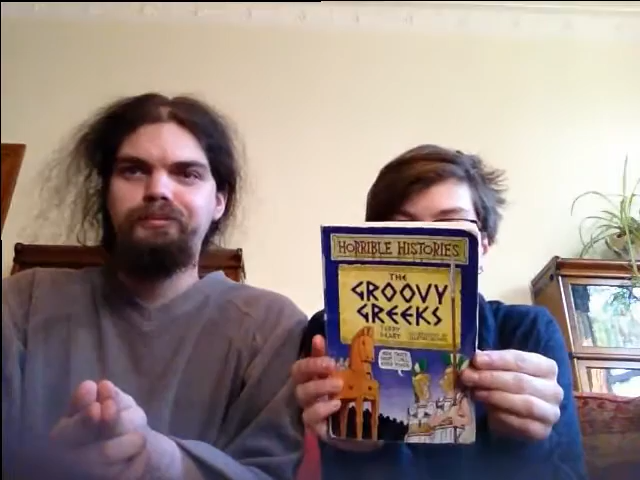 HORRIBLE HISTORIES
THE
GROOVY
GREEKS
TERRY
DEARY